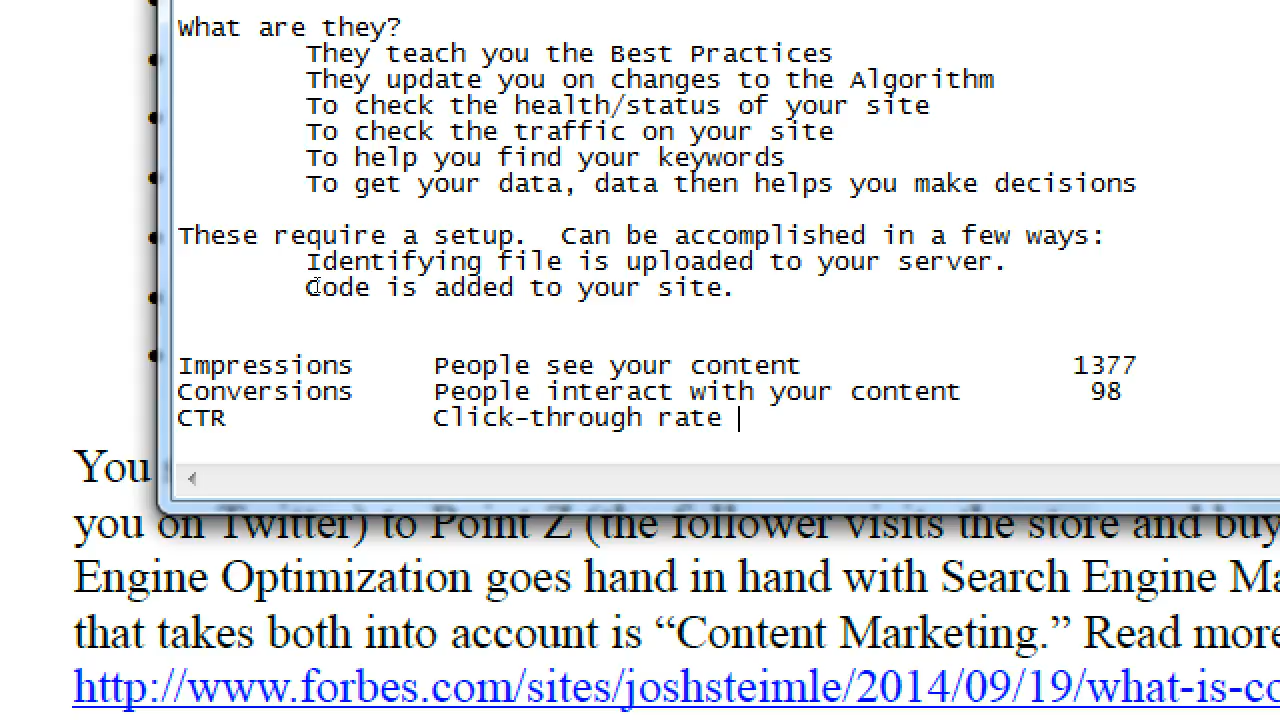 What are they?
They teach you the Best Practices
They update you on changes to the Algorithm
To check the health/status of your site
To check the traffic on your site
To help you find your keywords
To get your data, data then helps you make decisions
These require a setup.  Can be accomplished in a few ways:
Identifying file is uploaded to your server.
Code is added to your site.
Impressions People see your content 1377
Conversions People interact with your content 98
CTR Click-through rate
You
you on Twitter) to Point Z (the follower visits the store and buy
Engine Optimization goes hand in hand with Search Engine Ma
that takes both into account is “Content Marketing.” Read more
http://www.forbes.com/sites/joshsteimle/2014/09/19/what-is-co